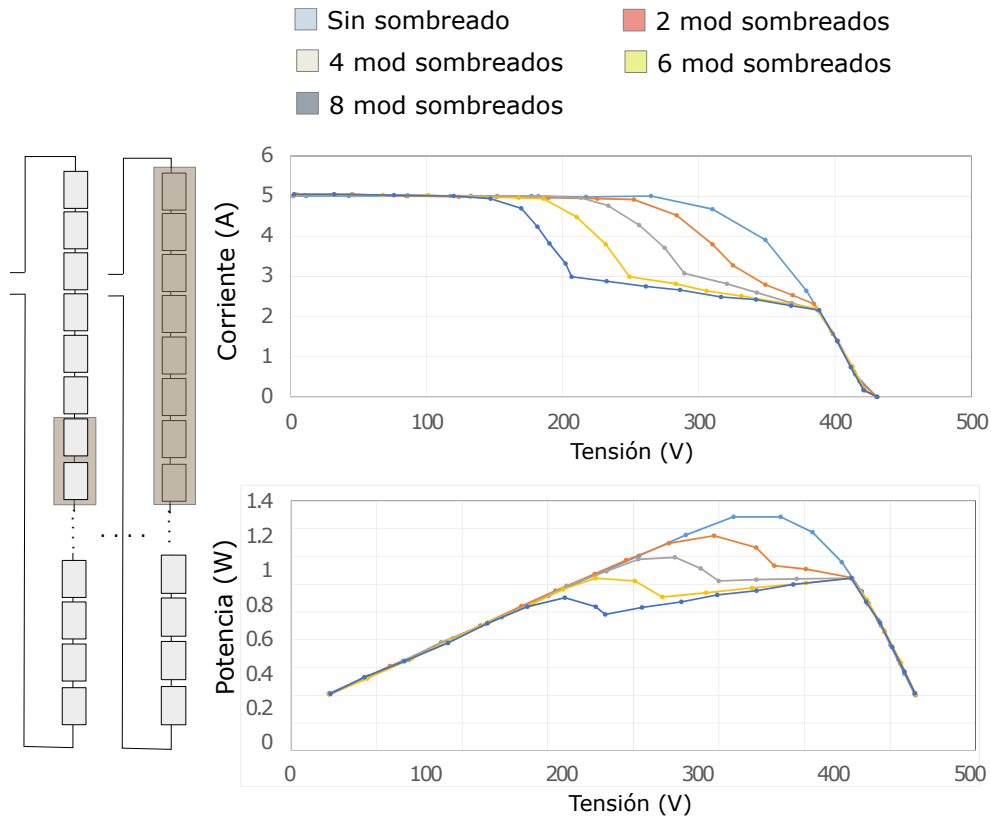 Sin sombreado
2 mod sombreados
4 mod sombreados
6 mod sombreados
8 mod sombreados
6
5
4
3
2
1
0
Corriente (A)
0 100 200 300 400 500
Tensión (V)
1.4
1.2
1
0.8
0.6
0.4
0.2
0
Potencia (W)
0 100 200 300 400 500
Tensión (V)